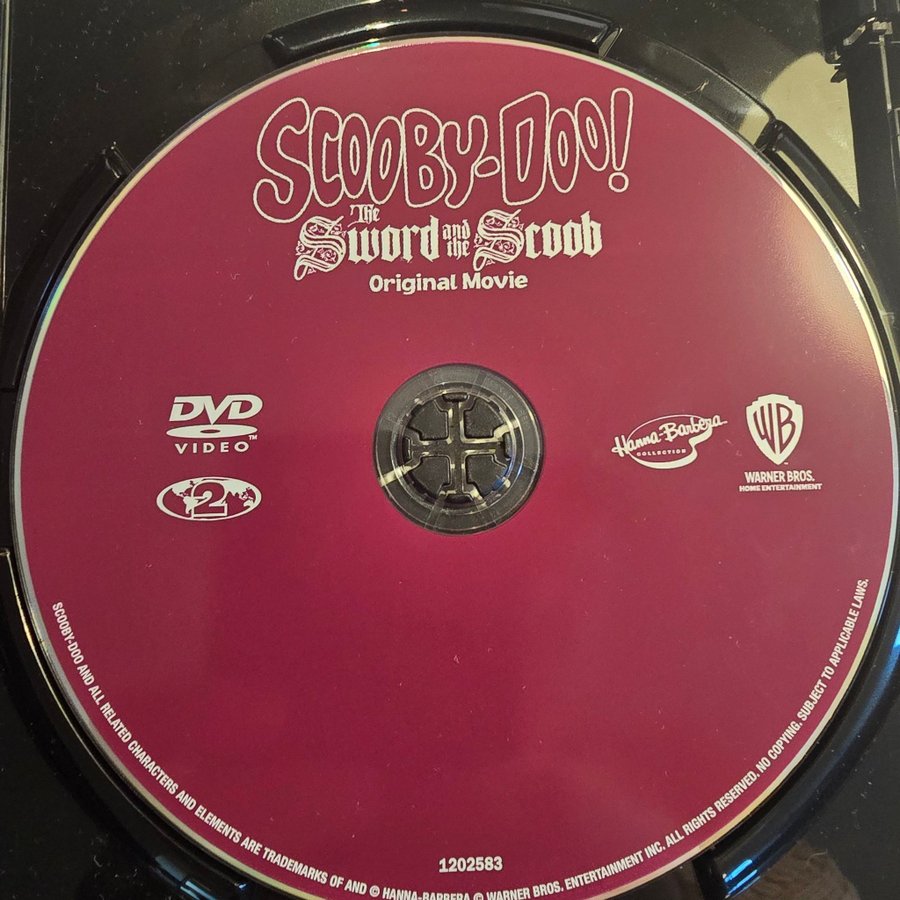 SCOOBY-DOO!
The
Sword and the Scoob
Original Movie
DVD
VIDEO™
2
Hanna-Barbera
COLLECTION
WB
™
WARNER BROS.
HOME ENTERTAINMENT
SCOOBY-DOO AND ALL RELATED CHARACTERS AND ELEMENTS ARE TRADEMARKS OF AND © HANNA-BARBERA © WARNER BROS. ENTERTAINMENT INC. ALL RIGHTS RESERVED. NO COPYING. SUBJECT TO APPLICABLE LAWS.
1202583